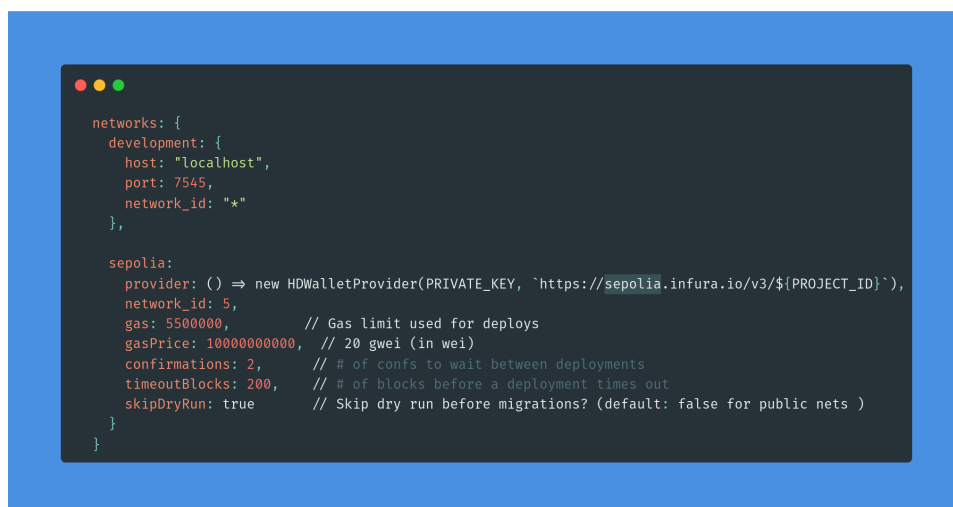 networks: {
development: {
host: "localhost",
port: 7545,
network_id: "*"
},
sepolia:
provider: () ⇒ new HDWalletProvider(PRIVATE_KEY, `https://sepolia.infura.io/v3/${PROJECT_ID}`),
network_id: 5,
gas: 5500000, // Gas limit used for deploys
gasPrice: 10000000000, // 20 gwei (in wei)
confirmations: 2, // # of confs to wait between deployments
timeoutBlocks: 200, // # of blocks before a deployment times out
skipDryRun: true // Skip dry run before migrations? (default: false for public nets )
}
}